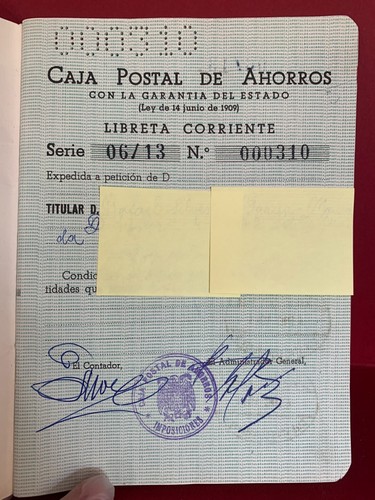 000310
CAJA POSTAL DE AHORROS
CON LA GARANTIA DEL ESTADO
(Ley de 14 junio de 1909)
LIBRETA CORRIENTE
Serie 06/13 N.º 000310
Expedida a petición de D.
TITULAR D.
da
Condic
tidades qu
El Contador,
Administrador General,
POSTAL DE AHORROS
IMPOSICIONES